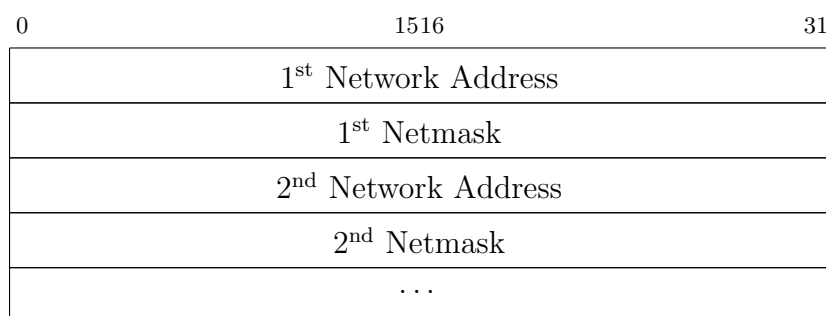 0 1516 31
1st Network Address
1st Netmask
2nd Network Address
2nd Netmask
...